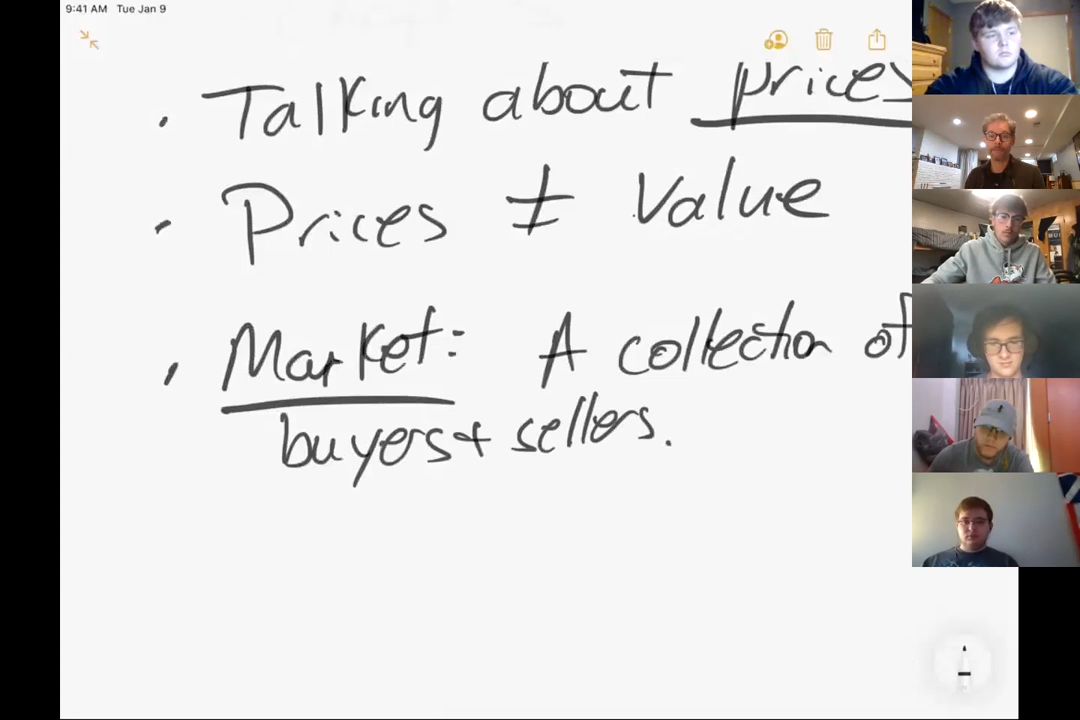 9:41 AM Tue Jan 9
• Talking about prices
• Prices ≠ Value
• Market: A collection of
buyers + sellers.